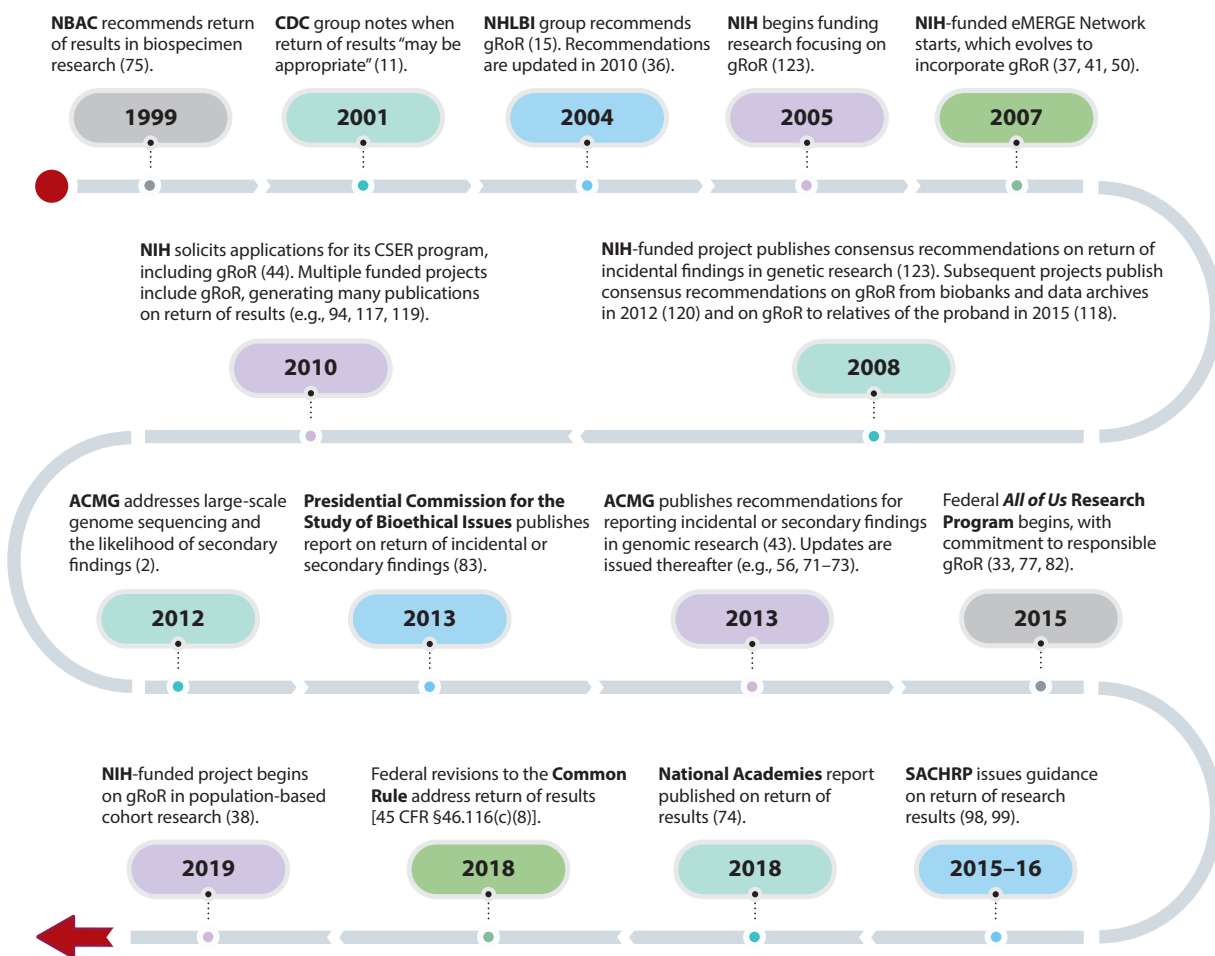 NBAC recommends return
of results in biospecimen
research (75).
1999
CDC group notes when
return of results “may be
appropriate” (11).
2001
NHLBI group recommends
gRoR (15). Recommendations
are updated in 2010 (36).
2004
NIH begins funding
research focusing on
gRoR (123).
2005
NIH-funded eMERGE Network
starts, which evolves to
incorporate gRoR (37, 41, 50).
2007
NIH-funded project publishes consensus recommendations on return of
incidental findings in genetic research (123). Subsequent projects publish
consensus recommendations on gRoR from biobanks and data archives
in 2012 (120) and on gRoR to relatives of the proband in 2015 (118).
2008
NIH solicits applications for its CSER program,
including gRoR (44). Multiple funded projects
include gRoR, generating many publications
on return of results (e.g., 94, 117, 119).
2010
ACMG addresses large-scale
genome sequencing and
the likelihood of secondary
findings (2).
2012
Presidential Commission for the
Study of Bioethical Issues publishes
report on return of incidental or
secondary findings (83).
2013
ACMG publishes recommendations for
reporting incidental or secondary findings
in genomic research (43). Updates are
issued thereafter (e.g., 56, 71–73).
2013
Federal All of Us Research
Program begins, with
commitment to responsible
gRoR (33, 77, 82).
2015
SACHRP issues guidance
on return of research
results (98, 99).
2015–16
National Academies report
published on return of
results (74).
2018
Federal revisions to the Common
Rule address return of results
[45 CFR §46.116(c)(8)].
2018
NIH-funded project begins
on gRoR in population-based
cohort research (38).
2019